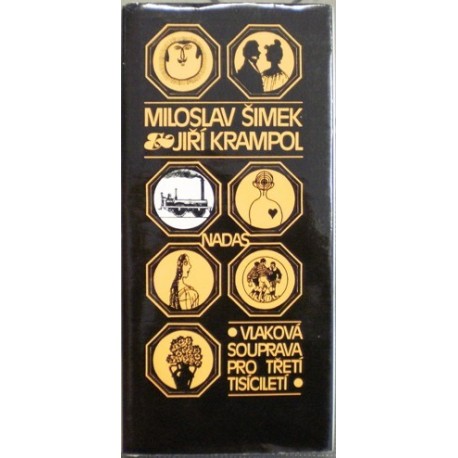 MILOSLAV ŠIMEK
& JIŘÍ KRAMPOL
NADAS
• VLAKOVÁ
SOUPRAVA
PRO TŘETÍ
TISÍCILETÍ •